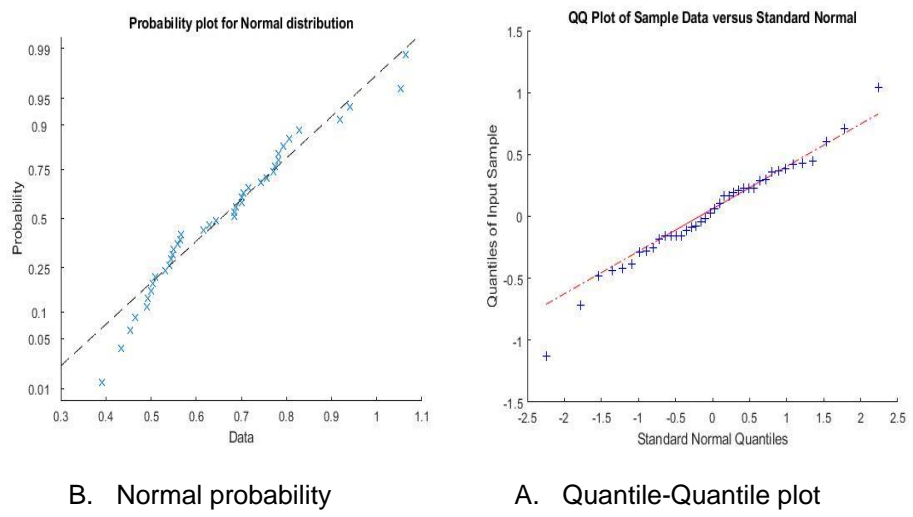 Probability plot for Normal distribution
Probability
0.99
0.95
0.9
0.75
0.5
0.25
0.1
0.05
0.01
0.3 0.4 0.5 0.6 0.7 0.8 0.9 1 1.1
Data
QQ Plot of Sample Data versus Standard Normal
Quantiles of Input Sample
1.5
1
0.5
0
-0.5
-1
-1.5
-2.5 -2 -1.5 -1 -0.5 0 0.5 1 1.5 2 2.5
Standard Normal Quantiles
B. Normal probability
A. Quantile-Quantile plot